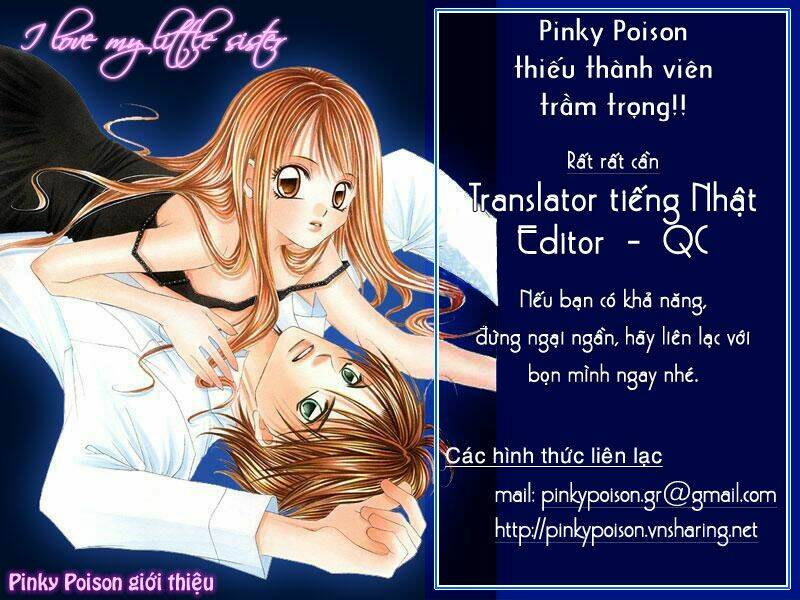 I love my little sister
Pinky Poison
thiếu thành viên
trầm trọng!!
Rất rất cần
Translator tiếng Nhật
Editor - QC
Nếu bạn có khả năng,
đừng ngại ngần, hãy liên lạc với
bọn mình ngay nhé.
Các hình thức liên lạc
mail: pinkypoison.gr@gmail.com
http://pinkypoison.vnsharing.net
Pinky Poison giới thiệu